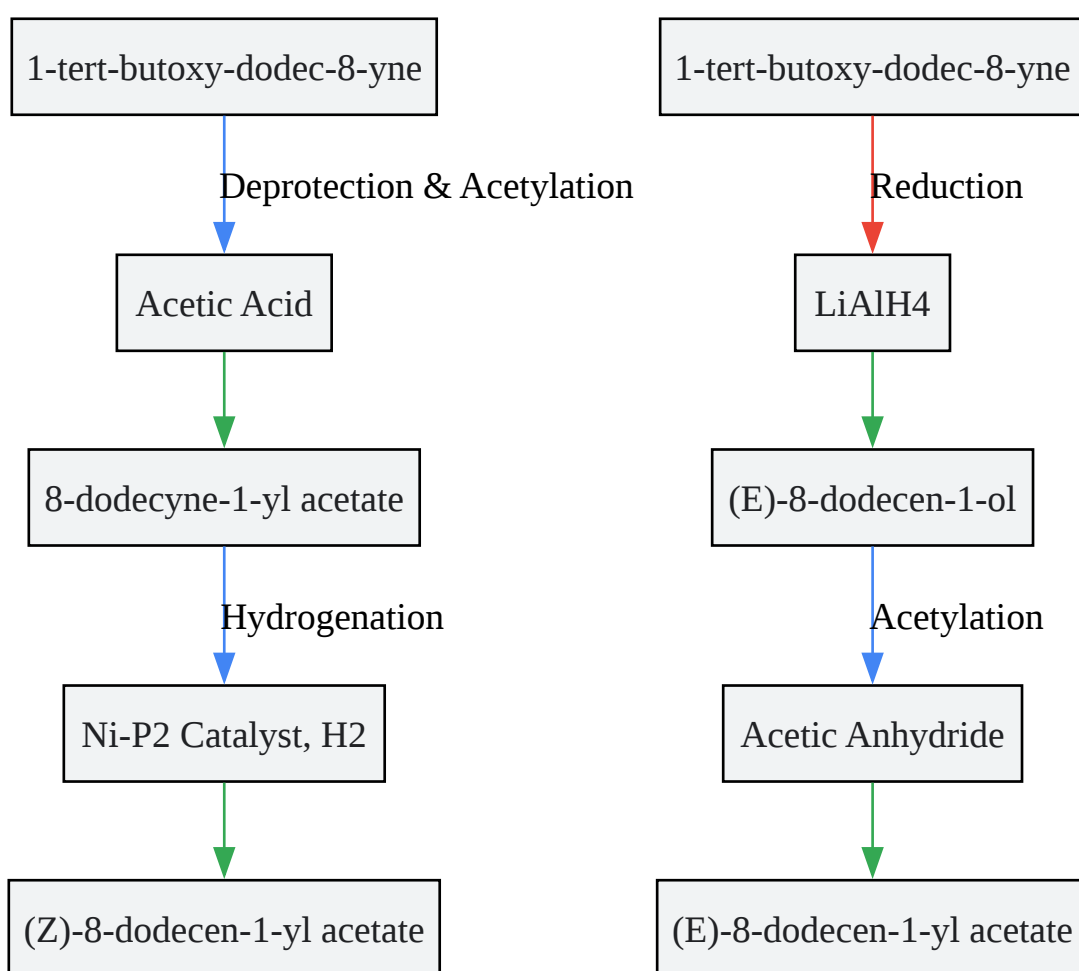 1-tert-butoxy-dodec-8-yne
Deprotection & Acetylation
Acetic Acid
8-dodecyne-1-yl acetate
Hydrogenation
Ni-P2 Catalyst, H2
(Z)-8-dodecen-1-yl acetate
1-tert-butoxy-dodec-8-yne
Reduction
LiAlH4
(E)-8-dodecen-1-ol
Acetylation
Acetic Anhydride
(E)-8-dodecen-1-yl acetate